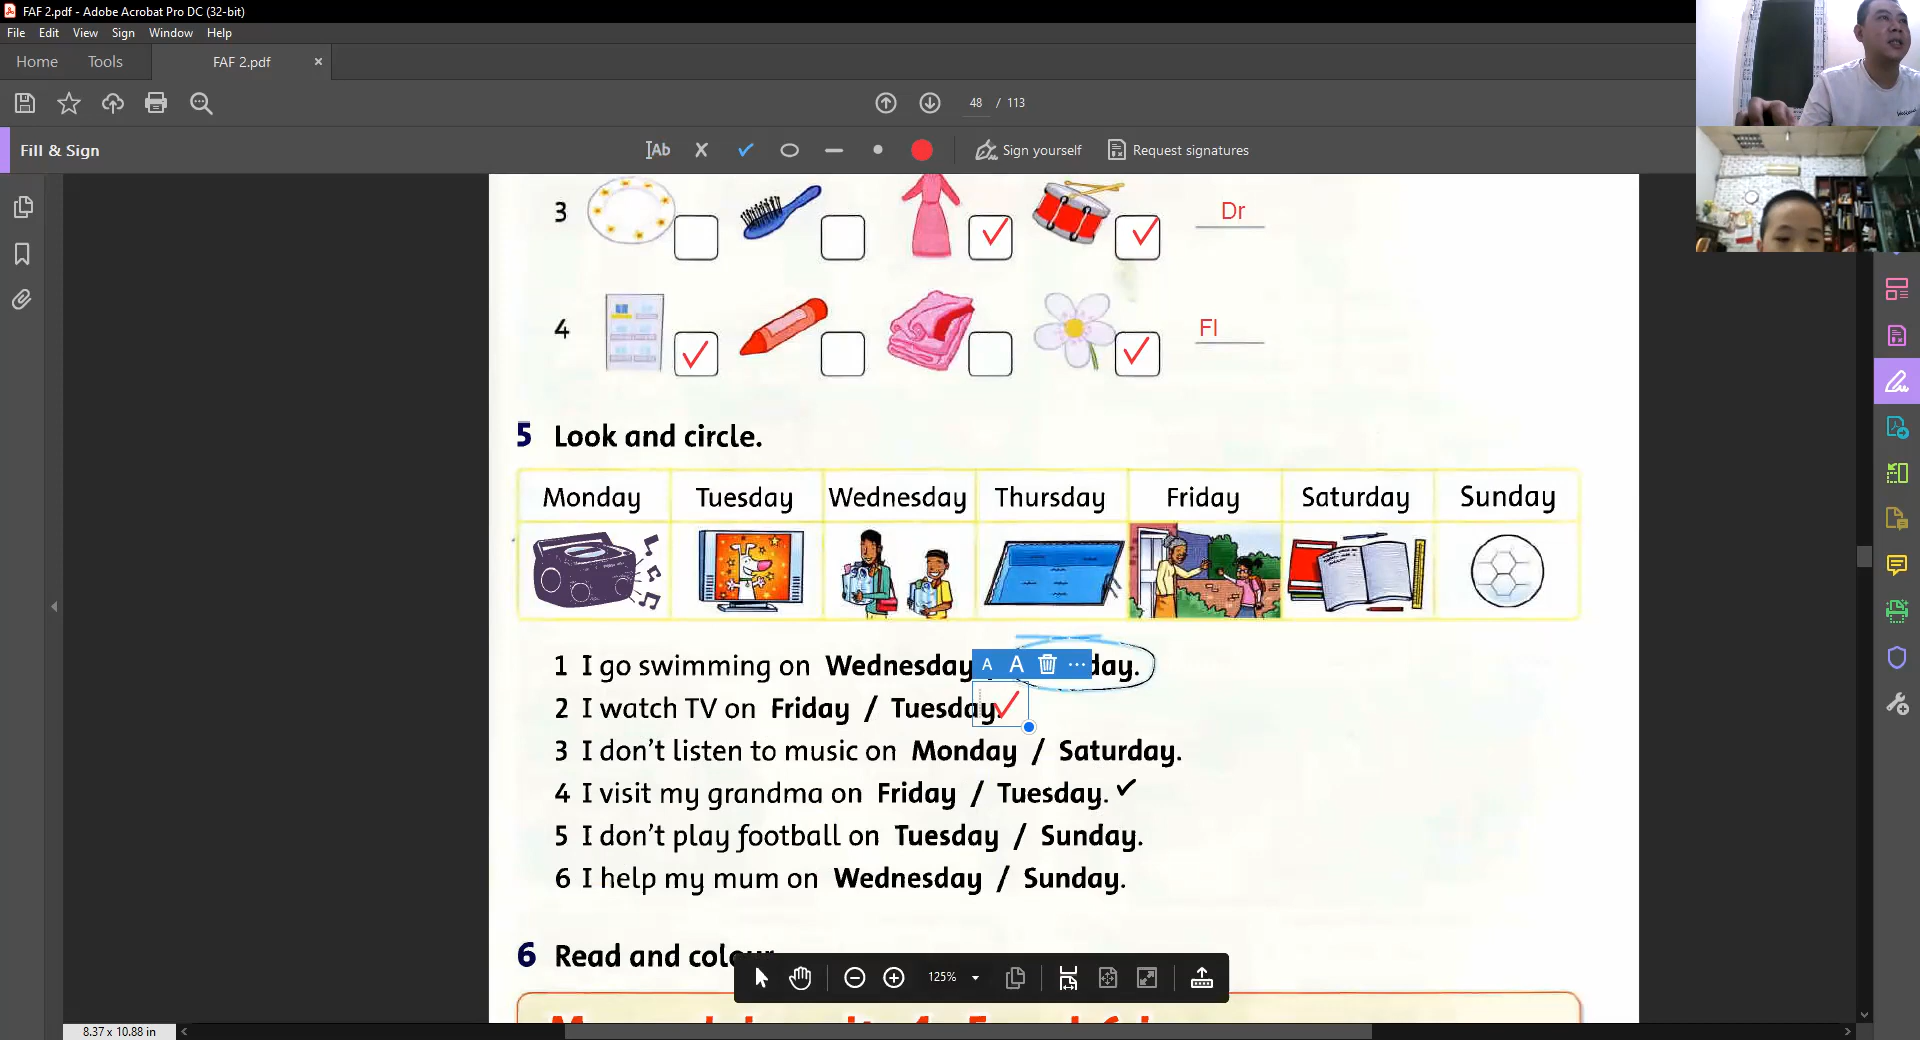 FAF 2.pdf - Adobe Acrobat Pro DC (32-bit)
File Edit View Sign Window Help
Home Tools FAF 2.pdf ×
48 / 113
Fill & Sign
Ab
Sign yourself Request signatures
3 Dr
4 Fl
5 Look and circle.
Monday Tuesday Wednesday Thursday Friday Saturday Sunday
1 I go swimming on Wednesday day.
A A
2 I watch TV on Friday / Tuesday.
3 I don't listen to music on Monday / Saturday.
4 I visit my grandma on Friday / Tuesday.
5 I don't play football on Tuesday / Sunday.
6 I help my mum on Wednesday / Sunday.
6 Read and
125%
8.37 x 10.88 in